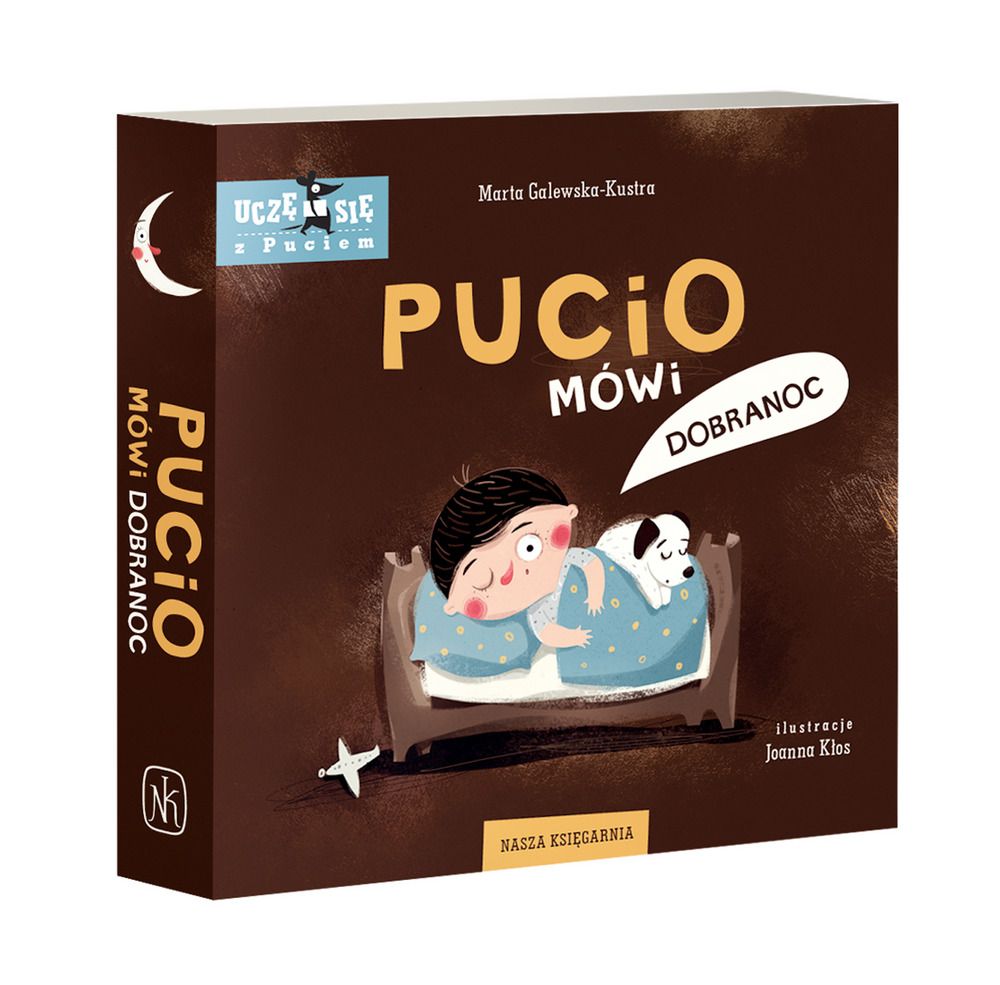 UCZĘ SIĘ
z Puciem
Marta Galewska-Kustra
PUCiO
MÓWi
DOBRANOC
ilustracje
Joanna Kłos
NASZA KSIĘGARNIA
PUCiO
MÓWi DOBRANOC
NK